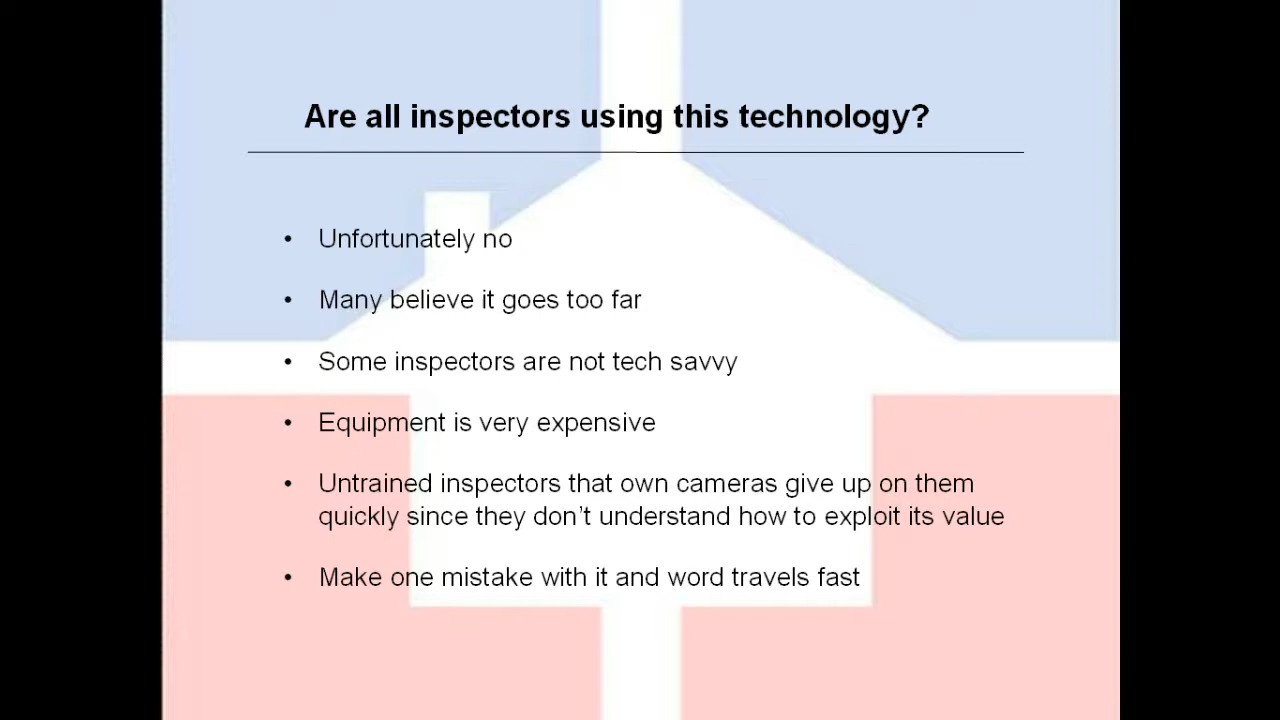 Are all inspectors using this technology?
• Unfortunately no
• Many believe it goes too far
• Some inspectors are not tech savvy
• Equipment is very expensive
• Untrained inspectors that own cameras give up on them
quickly since they don’t understand how to exploit its value
• Make one mistake with it and word travels fast